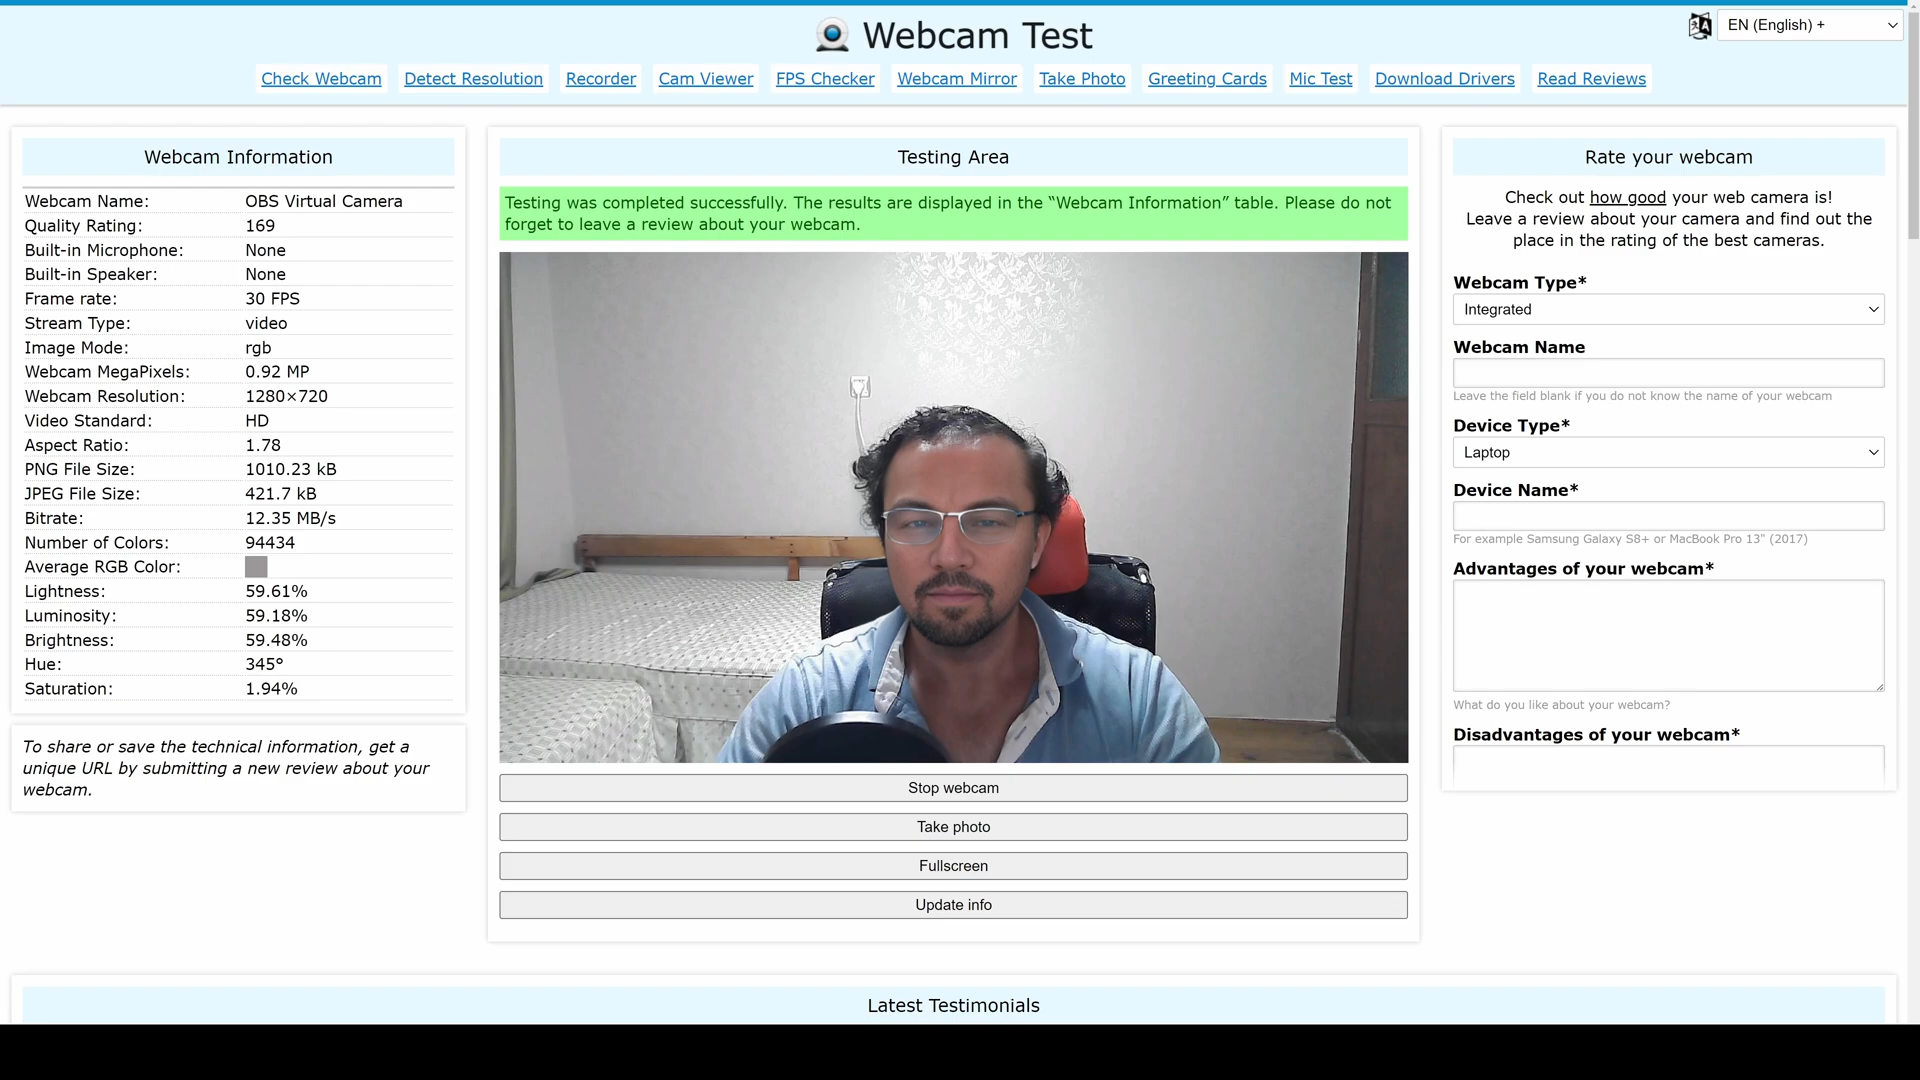 Webcam Test
EN (English) +
Check Webcam Detect Resolution Recorder Cam Viewer FPS Checker Webcam Mirror Take Photo Greeting Cards Mic Test Download Drivers Read Reviews
Webcam Information
Webcam Name: OBS Virtual Camera
Quality Rating: 169
Built-in Microphone: None
Built-in Speaker: None
Frame rate: 30 FPS
Stream Type: video
Image Mode: rgb
Webcam MegaPixels: 0.92 MP
Webcam Resolution: 1280×720
Video Standard: HD
Aspect Ratio: 1.78
PNG File Size: 1010.23 kB
JPEG File Size: 421.7 kB
Bitrate: 12.35 MB/s
Number of Colors: 94434
Average RGB Color:
Lightness: 59.61%
Luminosity: 59.18%
Brightness: 59.48%
Hue: 345°
Saturation: 1.94%
To share or save the technical information, get a
unique URL by submitting a new review about your
webcam.
Testing Area
Testing was completed successfully. The results are displayed in the “Webcam Information” table. Please do not
forget to leave a review about your webcam.
Stop webcam
Take photo
Fullscreen
Update info
Rate your webcam
Check out how good your web camera is!
Leave a review about your camera and find out the
place in the rating of the best cameras.
Webcam Type*
Integrated
Webcam Name
Leave the field blank if you do not know the name of your webcam
Device Type*
Laptop
Device Name*
For example Samsung Galaxy S8+ or MacBook Pro 13" (2017)
Advantages of your webcam*
What do you like about your webcam?
Disadvantages of your webcam*
Latest Testimonials